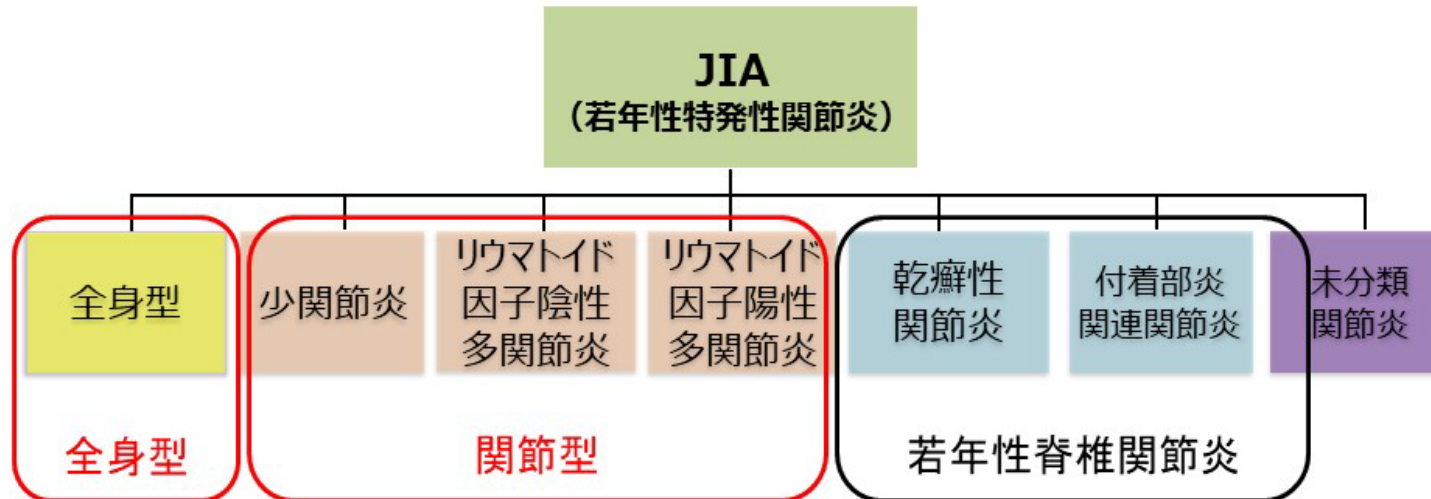 JIA
（若年性特発性関節炎）
全身型
少関節炎
リウマトイド
因子陰性
多関節炎
リウマトイド
因子陽性
多関節炎
乾癬性
関節炎
付着部炎
関連関節炎
未分類
関節炎
全身型
関節型
若年性脊椎関節炎